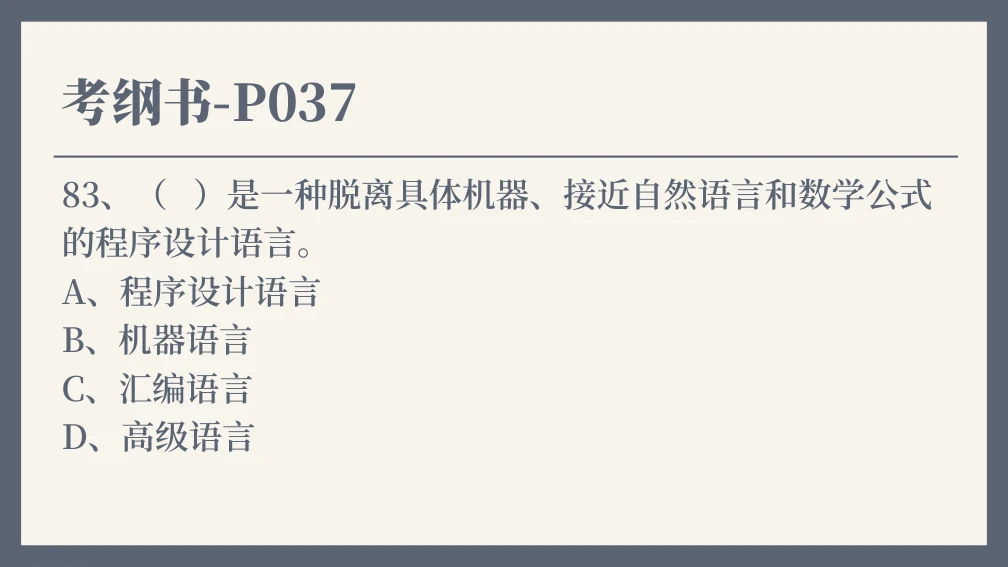 考纲书-P037
83、（ ）是一种脱离具体机器、接近自然语言和数学公式
的程序设计语言。
A、程序设计语言
B、机器语言
C、汇编语言
D、高级语言